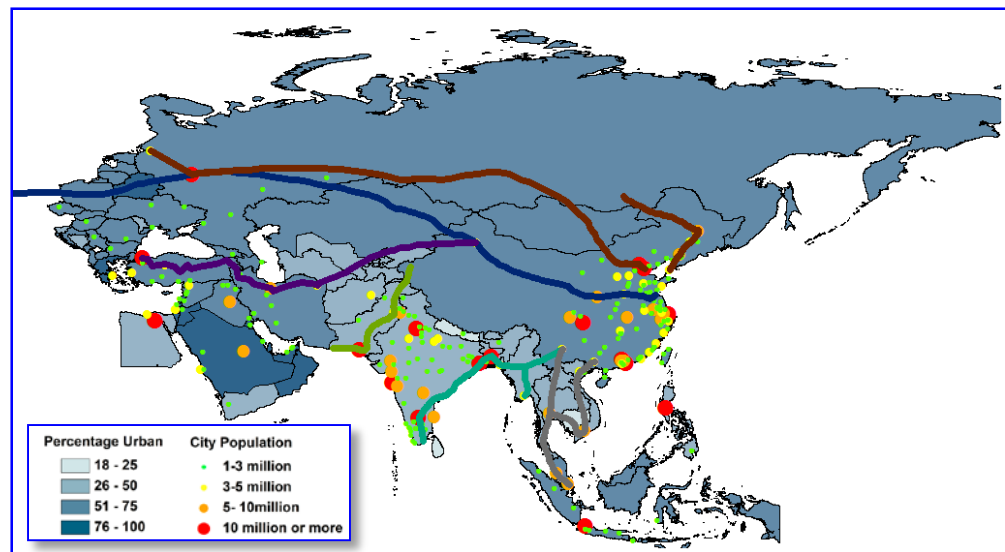 Percentage Urban
18 - 25
26 - 50
51 - 75
76 - 100
City Population
1-3 million
3-5 million
5- 10million
10 million or more